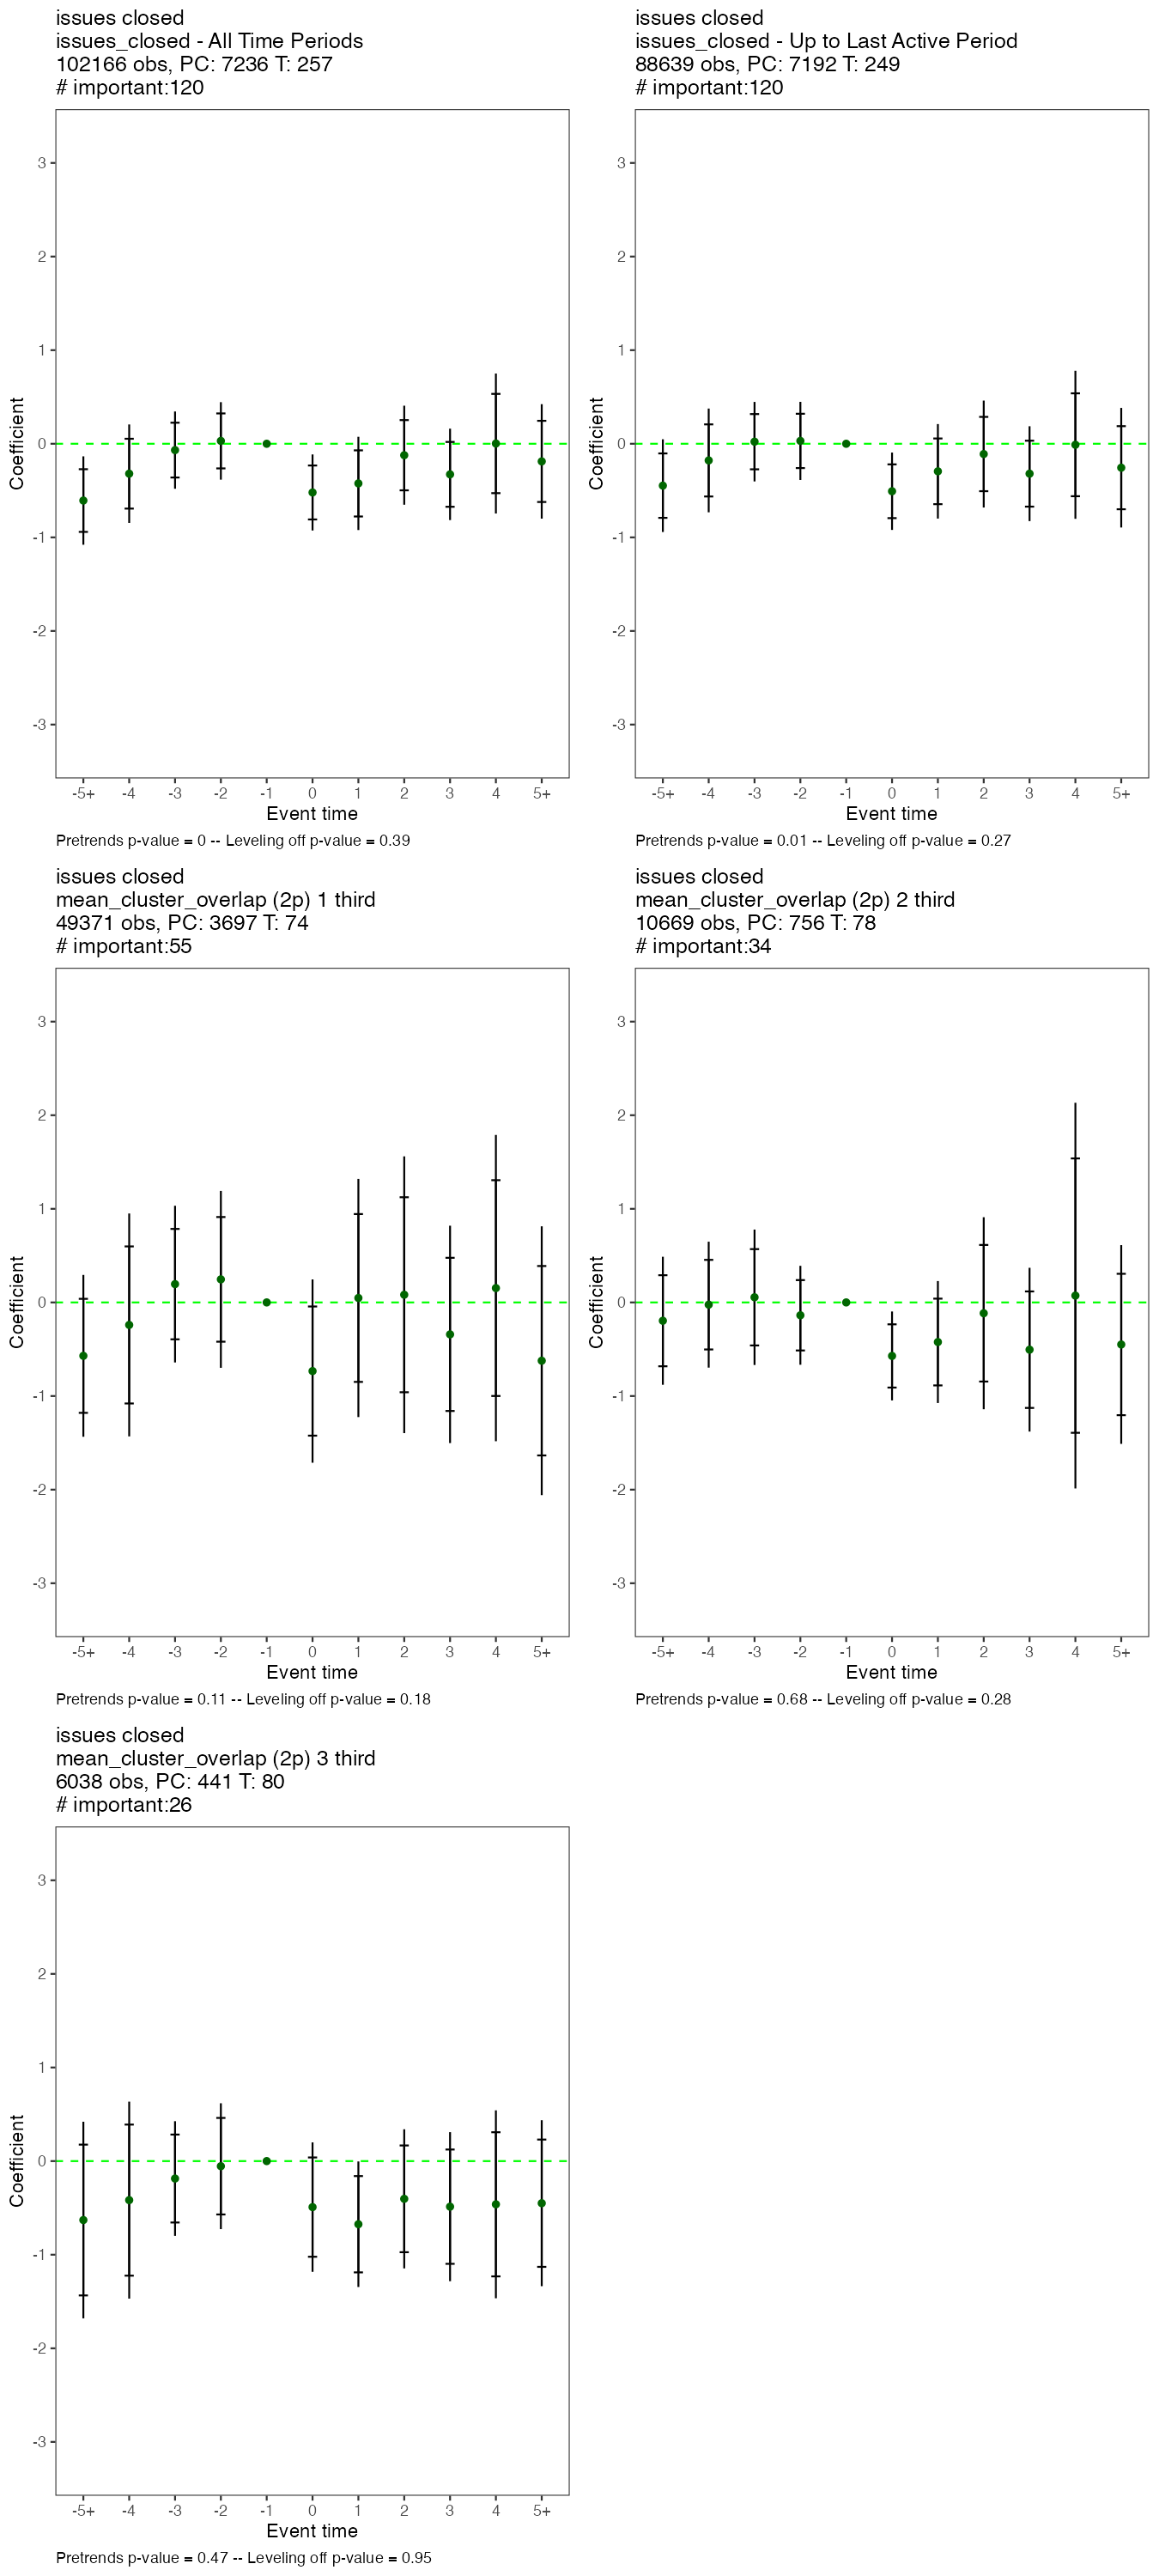 issues closed
issues_closed - All Time Periods
102166 obs, PC: 7236 T: 257
# important:120
3
2
1
0
-1
-2
-3
Coefficient
-5+ -4 -3 -2 -1 0 1 2 3 4 5+
Event time
Pretrends p-value = 0 -- Leveling off p-value = 0.39
issues closed
issues_closed - Up to Last Active Period
88639 obs, PC: 7192 T: 249
# important:120
3
2
1
0
-1
-2
-3
Coefficient
-5+ -4 -3 -2 -1 0 1 2 3 4 5+
Event time
Pretrends p-value = 0.01 -- Leveling off p-value = 0.27
issues closed
mean_cluster_overlap (2p) 1 third
49371 obs, PC: 3697 T: 74
# important:55
3
2
1
0
-1
-2
-3
Coefficient
-5+ -4 -3 -2 -1 0 1 2 3 4 5+
Event time
Pretrends p-value = 0.11 -- Leveling off p-value = 0.18
issues closed
mean_cluster_overlap (2p) 2 third
10669 obs, PC: 756 T: 78
# important:34
3
2
1
0
-1
-2
-3
Coefficient
-5+ -4 -3 -2 -1 0 1 2 3 4 5+
Event time
Pretrends p-value = 0.68 -- Leveling off p-value = 0.28
issues closed
mean_cluster_overlap (2p) 3 third
6038 obs, PC: 441 T: 80
# important:26
3
2
1
0
-1
-2
-3
Coefficient
-5+ -4 -3 -2 -1 0 1 2 3 4 5+
Event time
Pretrends p-value = 0.47 -- Leveling off p-value = 0.95